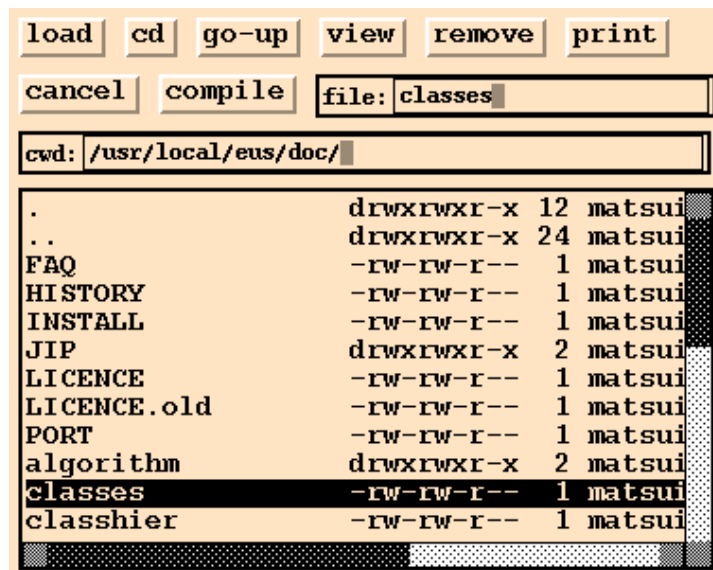 load cd go-up view remove print
cancel compile file: classes
cwd: /usr/local/eus/doc/
. drwxrwxr-x 12 matsui
.. drwxrwxr-x 24 matsui
FAQ -rw-rw-r-- 1 matsui
HISTORY -rw-rw-r-- 1 matsui
INSTALL -rw-rw-r-- 1 matsui
JIP drwxrwxr-x 2 matsui
LICENCE -rw-rw-r-- 1 matsui
LICENCE.old -rw-rw-r-- 1 matsui
PORT -rw-rw-r-- 1 matsui
algorithm drwxrwxr-x 2 matsui
classes -rw-rw-r-- 1 matsui
classhier -rw-rw-r-- 1 matsui